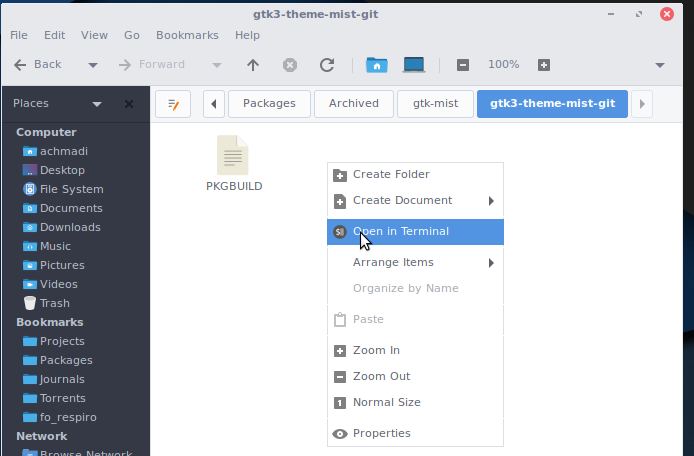 gtk3-theme-mist-git
File Edit View Go Bookmarks Help
Back Forward 100%
Places Packages Archived gtk-mist gtk3-theme-mist-git
Computer
achmadi
Desktop
File System
Documents
Downloads
Music
Pictures
Videos
Trash
Bookmarks
Projects
Packages
Journals
Torrents
fo_respiro
Network
Browse Network
PKGBUILD
Create Folder
Create Document
Open in Terminal
Arrange Items
Organize by Name
Paste
Zoom In
Zoom Out
Normal Size
Properties